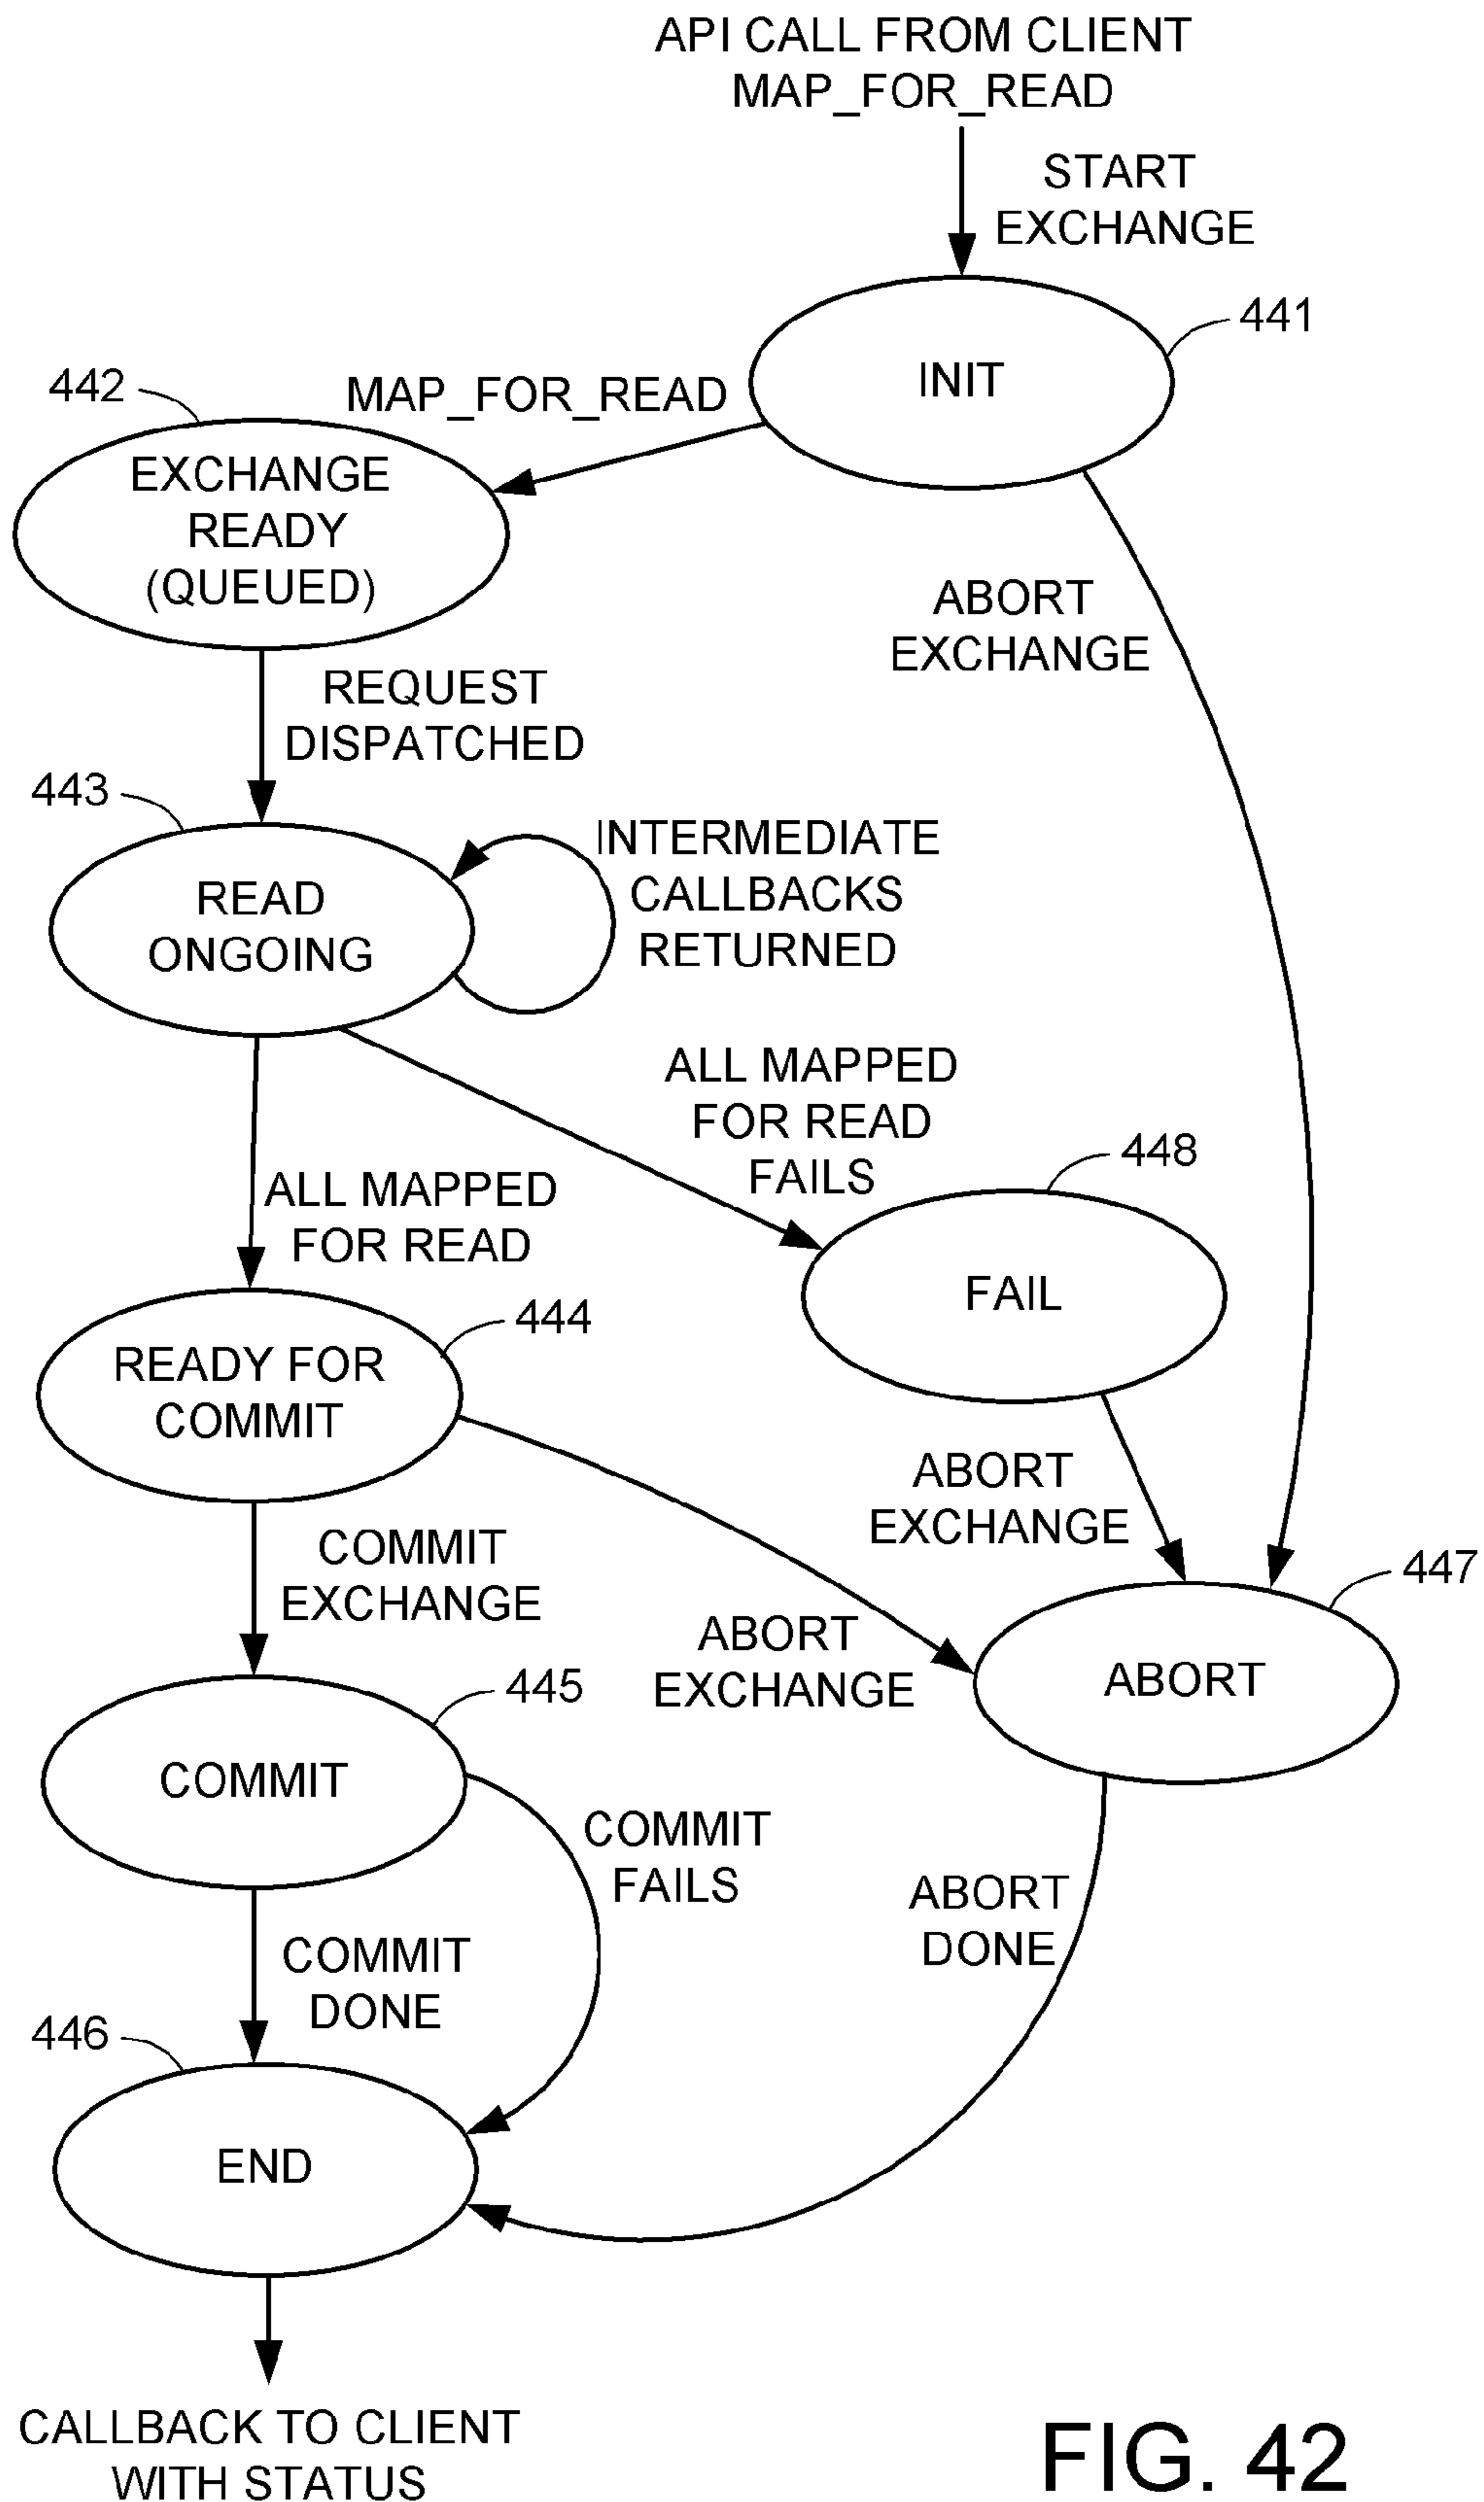 API CALL FROM CLIENT
MAP_FOR_READ
START
EXCHANGE
441
INIT
442
MAP_FOR_READ
EXCHANGE
READY
(QUEUED)
ABORT
EXCHANGE
REQUEST
DISPATCHED
443
INTERMEDIATE
CALLBACKS
RETURNED
READ
ONGOING
ALL MAPPED
FOR READ
FAILS
448
ALL MAPPED
FOR READ
FAIL
444
READY FOR
COMMIT
ABORT
EXCHANGE
COMMIT
EXCHANGE
447
ABORT
EXCHANGE
ABORT
445
COMMIT
COMMIT
FAILS
ABORT
DONE
COMMIT
DONE
446
END
CALLBACK TO CLIENT
WITH STATUS
FIG. 42